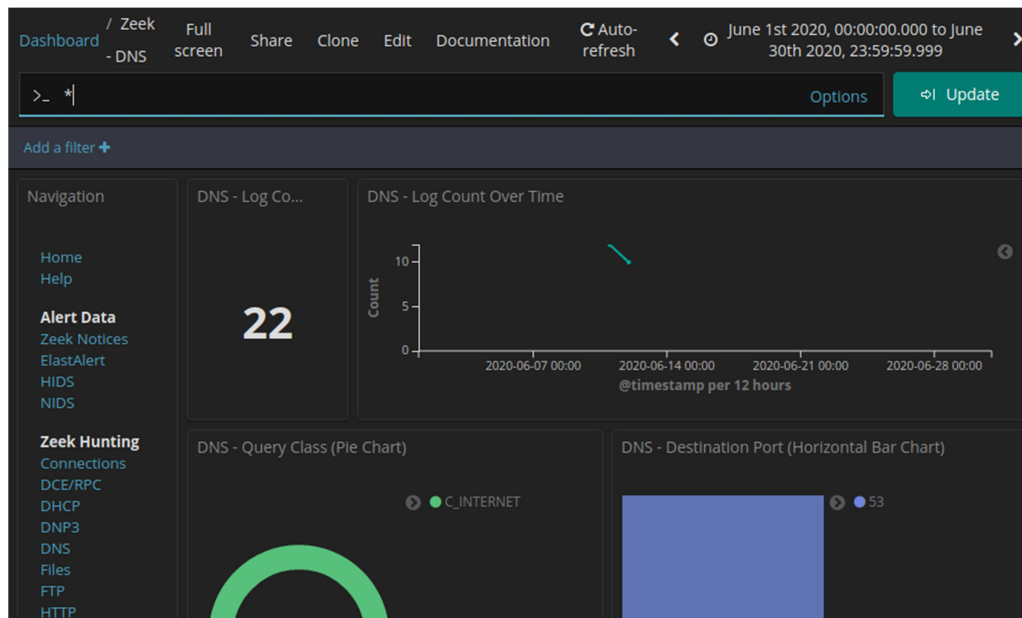 Dashboard / Zeek - DNS
Full screen
Share
Clone
Edit
Documentation
Auto-refresh
June 1st 2020, 00:00:00.000 to June 30th 2020, 23:59:59.999
>_ *
Options
Update
Add a filter +
Navigation
Home
Help
Alert Data
Zeek Notices
ElastAlert
HIDS
NIDS
Zeek Hunting
Connections
DCE/RPC
DHCP
DNP3
DNS
Files
FTP
HTTP
DNS - Log Co...
22
DNS - Log Count Over Time
Count
10
5
0
2020-06-07 00:00
2020-06-14 00:00
2020-06-21 00:00
2020-06-28 00:00
@timestamp per 12 hours
DNS - Query Class (Pie Chart)
C_INTERNET
DNS - Destination Port (Horizontal Bar Chart)
53